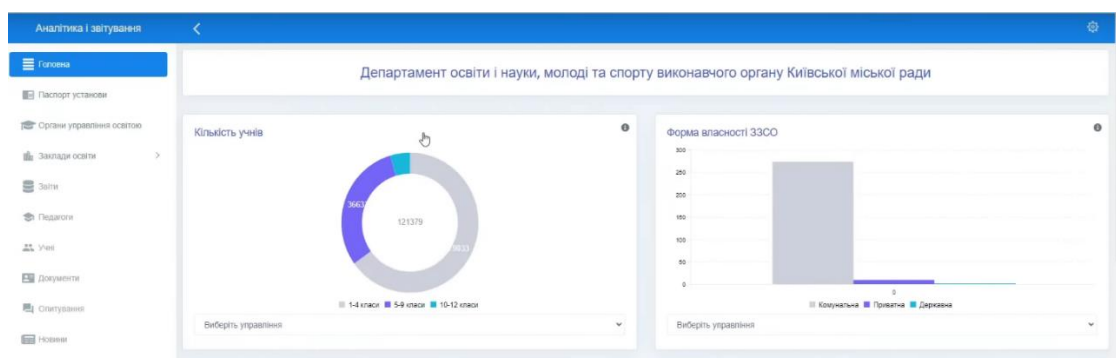 Аналітика і звітування
Головна
Паспорт установи
Органи управління освітою
Заклади освіти
Звіти
Педагоги
Учні
Документи
Опитування
Новини
Департамент освіти і науки, молоді та спорту виконавчого органу Київської міської ради
Кількість учнів
3663
121379
1-4 класи 5-9 класи 10-12 класи
Виберіть управління
Форма власності ЗЗСО
300
250
200
150
100
50
0
0
Комунальна Приватна Державна
Виберіть управління